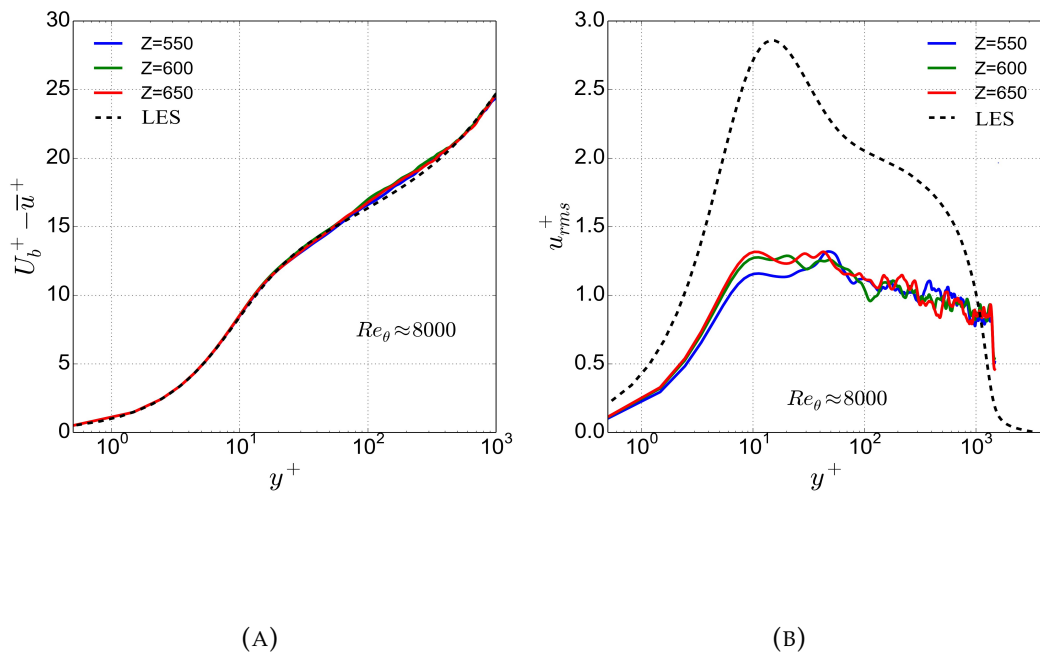 30
25
20
15
10
5
0
10^0
10^1
10^2
10^3
U_b^+ − u̅^+
y^+
Z=550
Z=600
Z=650
LES
Re_θ≈8000
(A)
3.0
2.5
2.0
1.5
1.0
0.5
0.0
10^0
10^1
10^2
10^3
u_{rms}^+
y^+
Z=550
Z=600
Z=650
LES
Re_θ≈8000
(B)